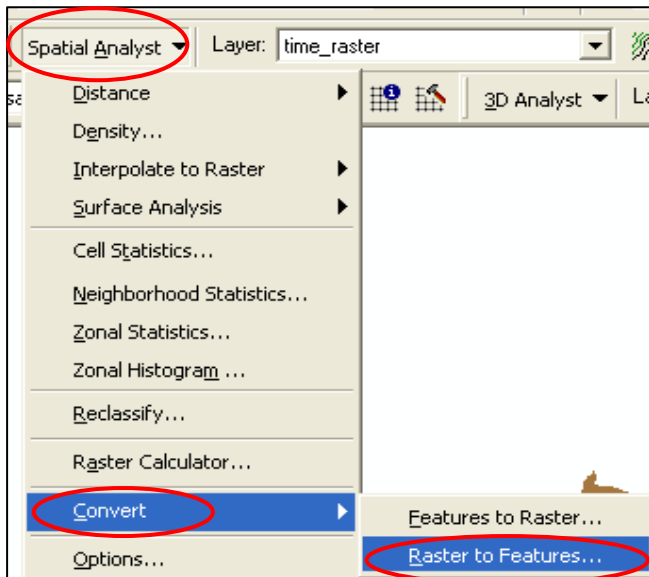 Spatial Analyst Layer: time_raster
Distance 3D Analyst
Density...
Interpolate to Raster
Surface Analysis
Cell Statistics...
Neighborhood Statistics...
Zonal Statistics...
Zonal Histogram ...
Reclassify...
Raster Calculator...
Convert Features to Raster...
Options... Raster to Features...